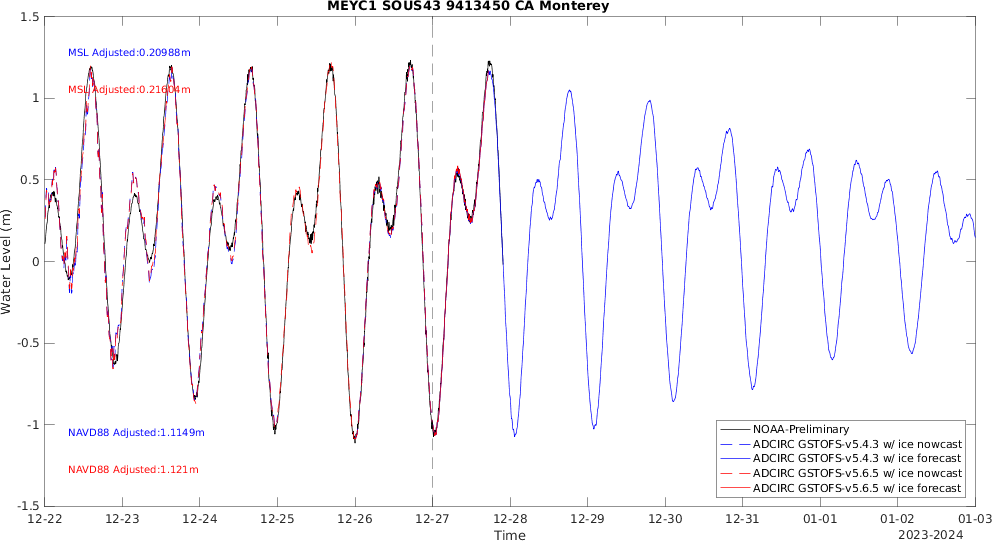 MEYC1 SOUS43 9413450 CA Monterey
1.5
MSL Adjusted:0.20988m
MSL Adjusted:0.21604m
1
0.5
0
-0.5
-1
-1.5
Water Level (m)
NAVD88 Adjusted:1.1149m
NAVD88 Adjusted:1.121m
NOAA-Preliminary
ADCIRC GSTOFS-v5.4.3 w/ ice nowcast
ADCIRC GSTOFS-v5.4.3 w/ ice forecast
ADCIRC GSTOFS-v5.6.5 w/ ice nowcast
ADCIRC GSTOFS-v5.6.5 w/ ice forecast
12-22 12-23 12-24 12-25 12-26 12-27 12-28 12-29 12-30 12-31 01-01 01-02 01-03
Time
2023-2024